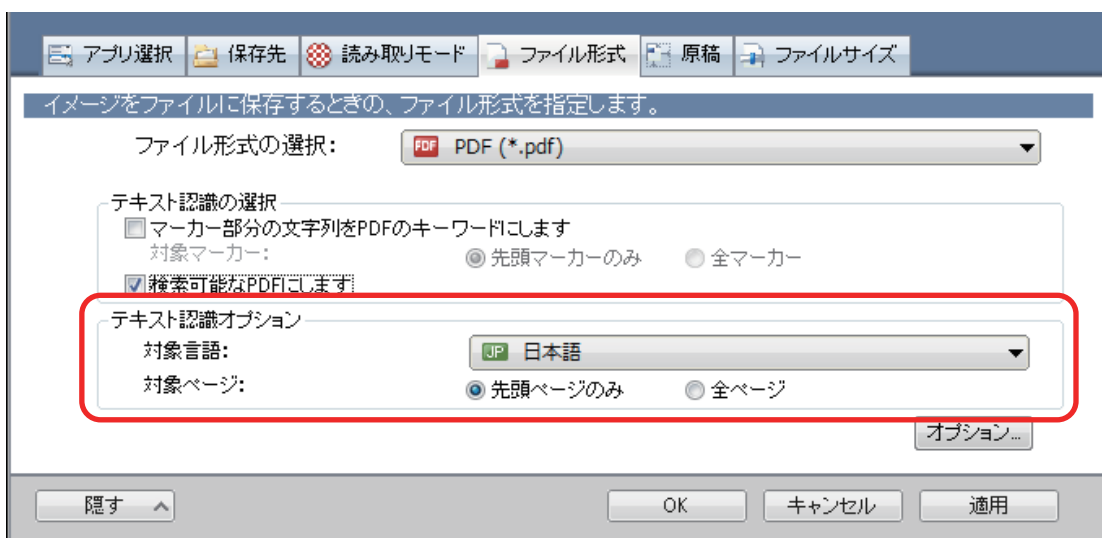 アプリ選択 保存先 読み取りモード ファイル形式 原稿 ファイルサイズ
イメージをファイルに保存するときの、ファイル形式を指定します。
ファイル形式の選択: PDF PDF (*.pdf)
テキスト認識の選択
マーカー部分の文字列をPDFのキーワードにします
対象マーカー: 先頭マーカーのみ 全マーカー
検索可能なPDFにします
テキスト認識オプション
対象言語: JP 日本語
対象ページ: 先頭ページのみ 全ページ
オプション...
隠す OK キャンセル 適用